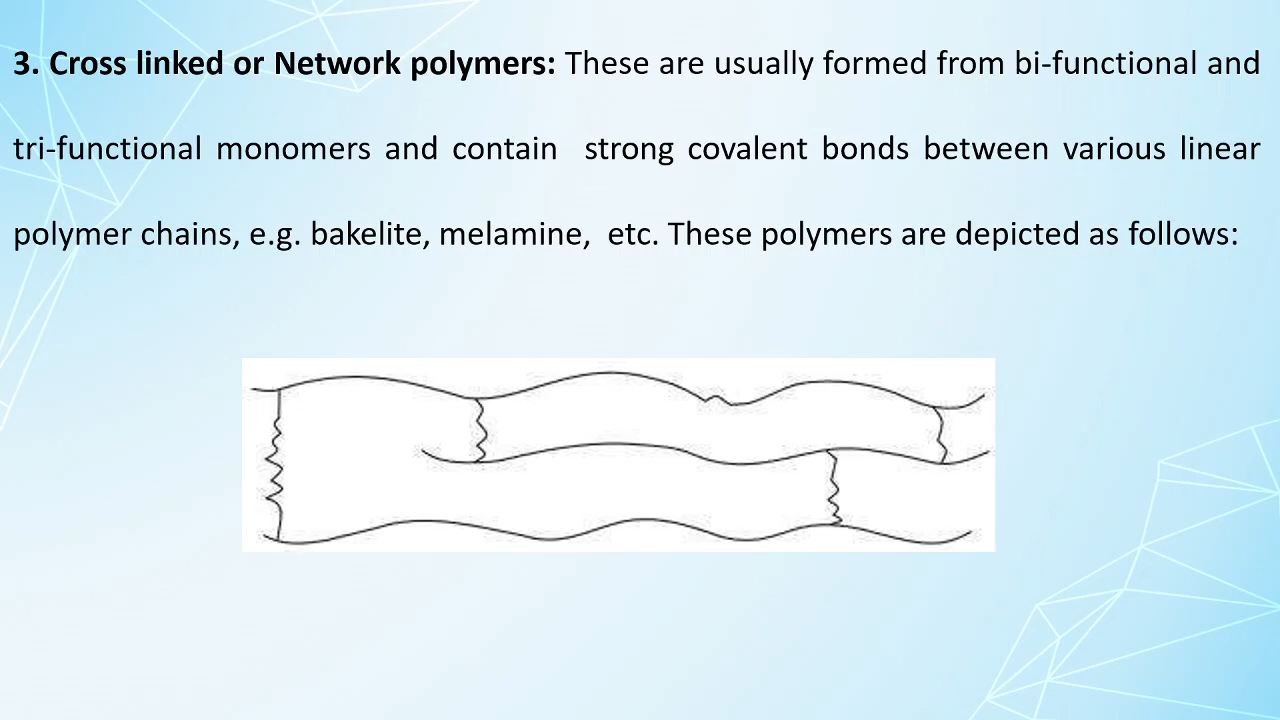 3. Cross linked or Network polymers: These are usually formed from bi-functional and
tri-functional monomers and contain  strong covalent bonds between various linear
polymer chains, e.g. bakelite, melamine,  etc. These polymers are depicted as follows: